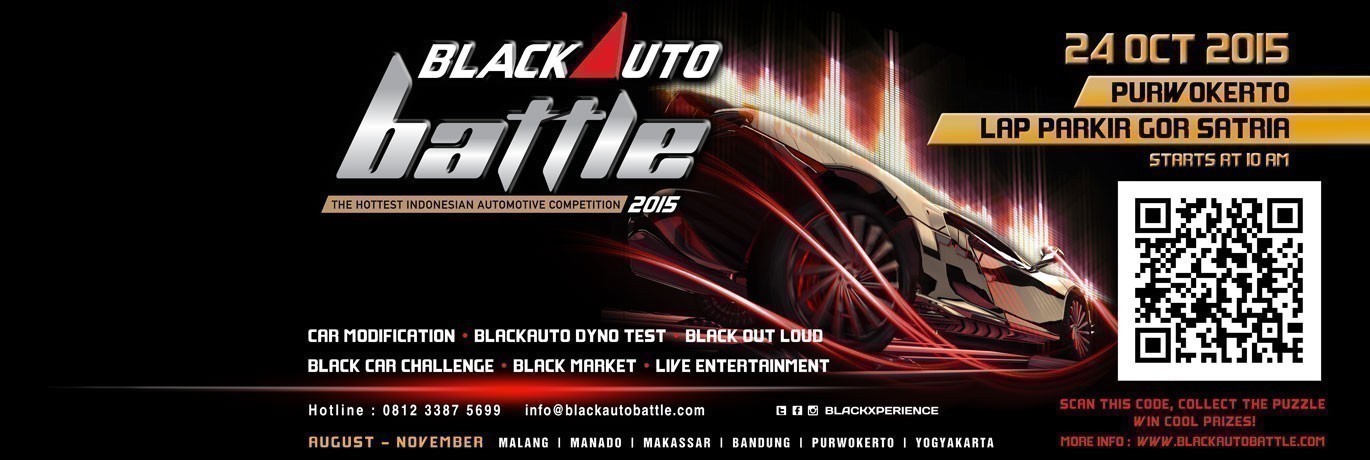 BLACKAUTO
battle
THE HOTTEST INDONESIAN AUTOMOTIVE COMPETITION 2015
24 OCT 2015
PURWOKERTO
LAP PARKIR GOR SATRIA
STARTS AT 10 AM
CAR MODIFICATION • BLACKAUTO DYNO TEST • BLACK OUT LOUD
BLACK CAR CHALLENGE • BLACK MARKET • LIVE ENTERTAINMENT
Hotline : 0812 3387 5699 info@blackautobattle.com BLACKXPERIENCE
AUGUST - NOVEMBER MALANG | MANADO | MAKASSAR | BANDUNG | PURWOKERTO | YOGYAKARTA
SCAN THIS CODE, COLLECT THE PUZZLE
WIN COOL PRIZES!
MORE INFO : WWW.BLACKAUTOBATTLE.COM